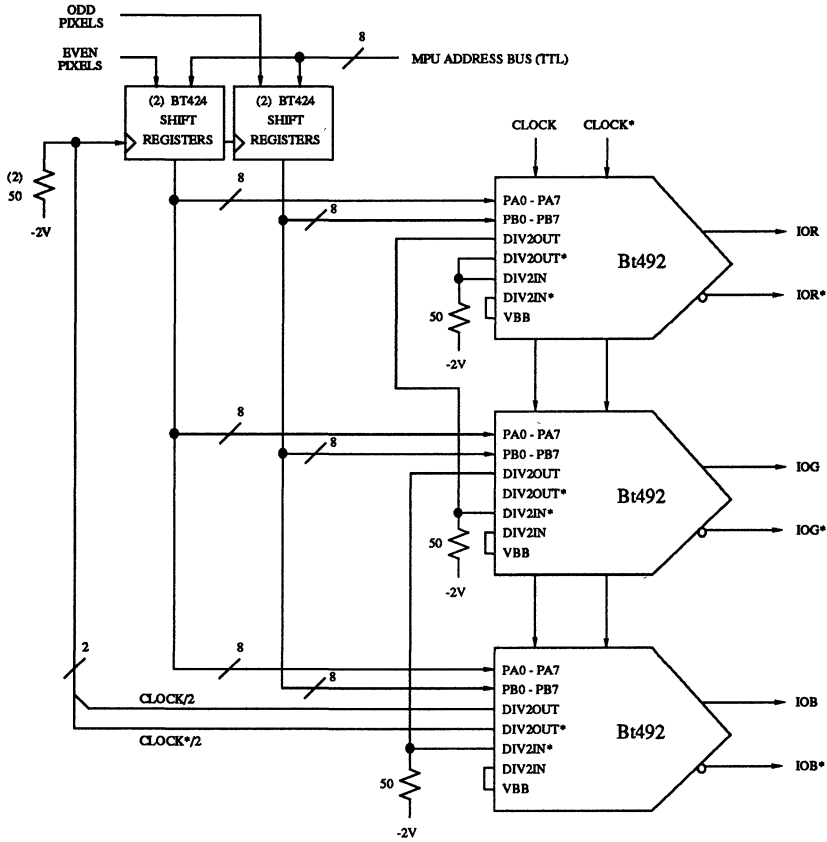 ODD
PIXELS
EVEN
PIXELS
8
MPU ADDRESS BUS (TTL)
(2) BT424
SHIFT
REGISTERS
(2) BT424
SHIFT
REGISTERS
CLOCK
CLOCK*
(2)
50
-2V
8
8
PA0 - PA7
PB0 - PB7
DIV2OUT
DIV2OUT*
DIV2IN
DIV2IN*
VBB
Bt492
IOR
IOR*
50
-2V
8
8
PA0 - PA7
PB0 - PB7
DIV2OUT
DIV2OUT*
DIV2IN*
DIV2IN
VBB
Bt492
IOG
IOG*
50
-2V
2
8
8
CLOCK/2
CLOCK*/2
PA0 - PA7
PB0 - PB7
DIV2OUT
DIV2OUT*
DIV2IN*
DIV2IN
VBB
Bt492
IOB
IOB*
50
-2V